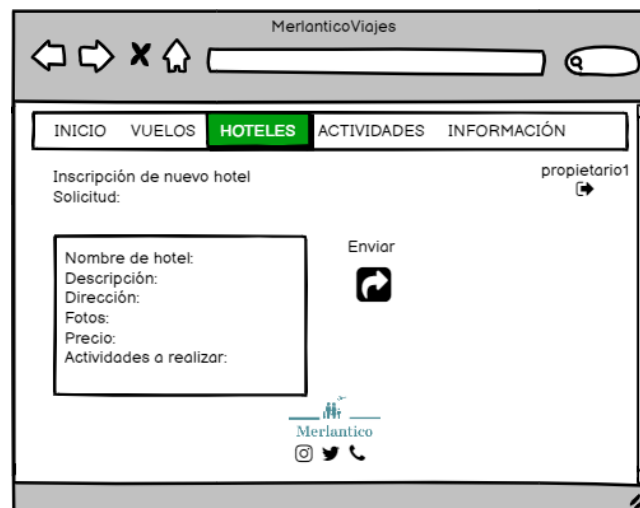 MerlanticoViajes
INICIO VUELOS HOTELES ACTIVIDADES INFORMACIÓN
propietario1
Inscripción de nuevo hotel
Solicitud:
Nombre de hotel:
Descripción:
Dirección:
Fotos:
Precio:
Actividades a realizar:
Enviar
Merlantico